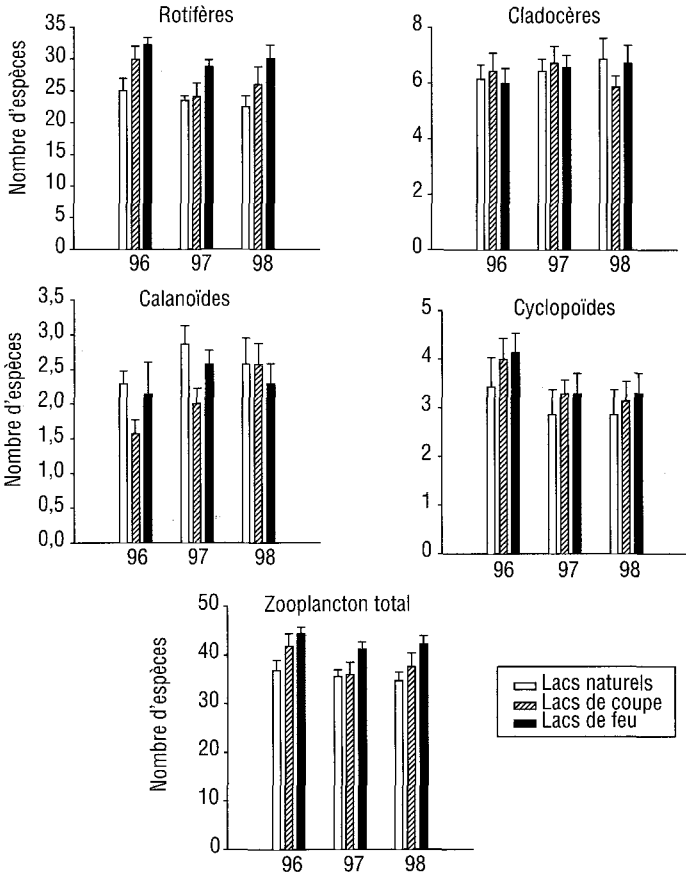 Rotifères
Nombre d'espèces
35
30
25
20
15
10
5
0
96 97 98
Cladocères
8
6
4
2
0
96 97 98
Calanoïdes
Nombre d'espèces
3,5
3,0
2,5
2,0
1,5
1,0
0,5
0,0
96 97 98
Cyclopoïdes
5
4
3
2
1
0
96 97 98
Zooplancton total
Nombre d'espèces
50
40
30
20
10
0
96 97 98
Lacs naturels
Lacs de coupe
Lacs de feu